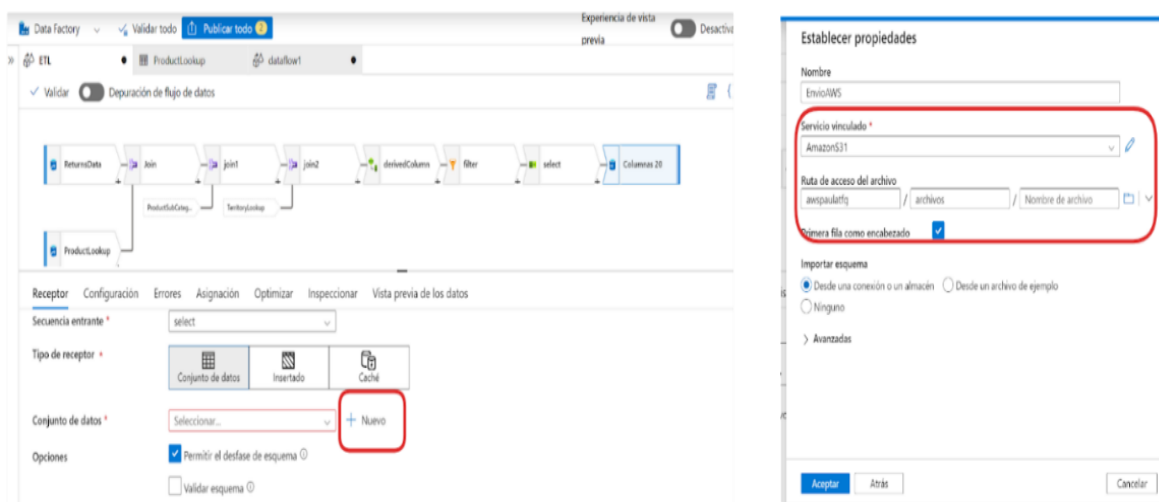 Data Factory
Validar todo
Publicar todo 2
Experiencia de vista
previa
ETL
ProductLookup
dataflow1
Validar
Depuración de flujo de datos
ReturnsData
Join
join1
join2
derivedColumn
filter
select
Columnas 20
ProductSubCateg...
TerritoryLookup
ProductLookup
Receptor
Configuración
Errores
Asignación
Optimizar
Inspeccionar
Vista previa de los datos
Secuencia entrante *
select
Tipo de receptor *
Conjunto de datos
Insertado
Caché
Conjunto de datos *
Seleccionar...
+ Nuevo
Opciones
Permitir el desfase de esquema
Validar esquema
Establecer propiedades
Nombre
EnvioAWS
Servicio vinculado *
AmazonS31
Ruta de acceso del archivo
awspaulatfg / archivos / Nombre de archivo
Primera fila como encabezado
Importar esquema
Desde una conexión o un almacén
Desde un archivo de ejemplo
Ninguno
Avanzadas
Aceptar
Atrás
Cancelar